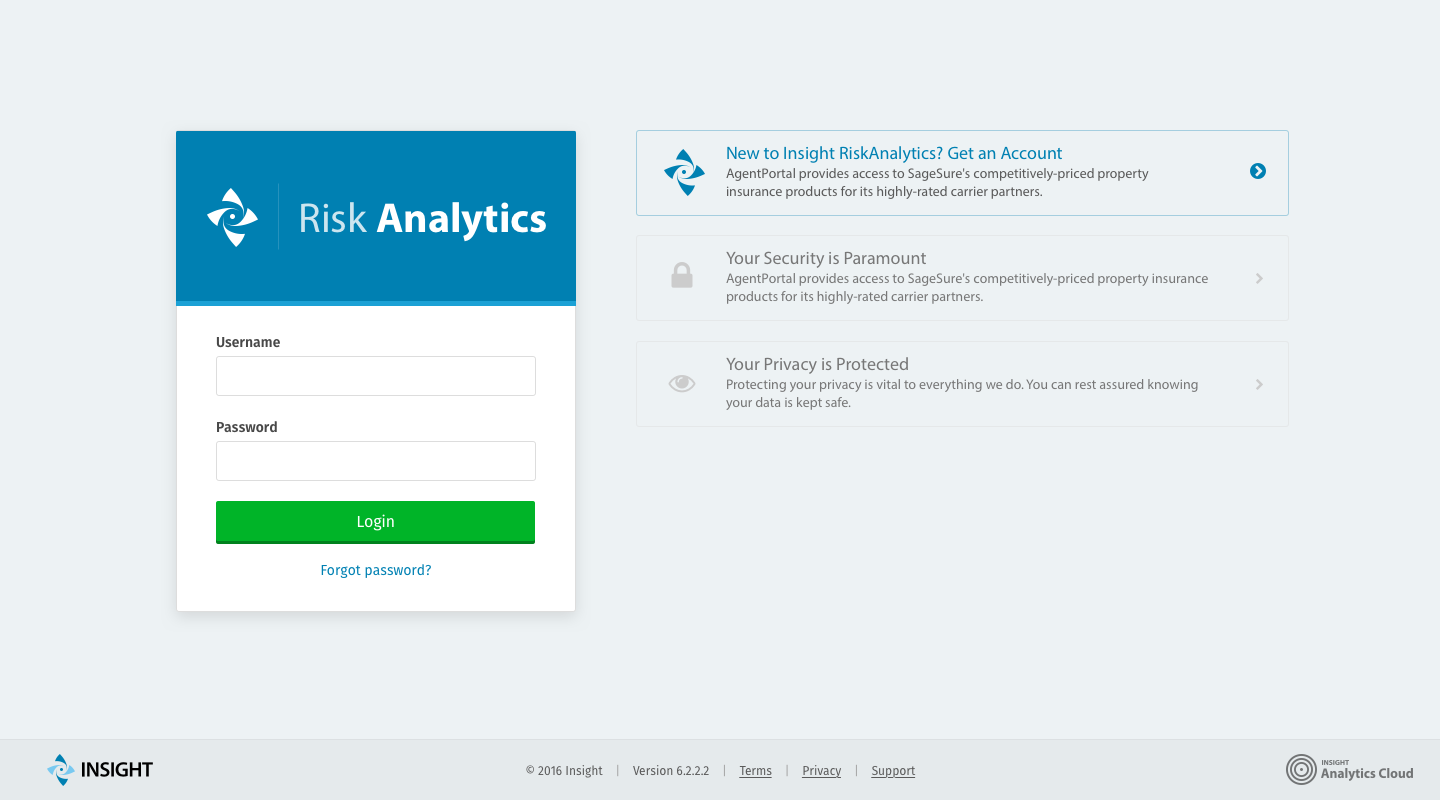 Risk Analytics
Username
Password
Login
Forgot password?
New to Insight RiskAnalytics? Get an Account
AgentPortal provides access to SageSure's competitively-priced property
insurance products for its highly-rated carrier partners.
Your Security is Paramount
AgentPortal provides access to SageSure's competitively-priced property insurance
products for its highly-rated carrier partners.
Your Privacy is Protected
Protecting your privacy is vital to everything we do. You can rest assured knowing
your data is kept safe.
INSIGHT
© 2016 Insight | Version 6.2.2.2 | Terms | Privacy | Support
INSIGHT
Analytics Cloud